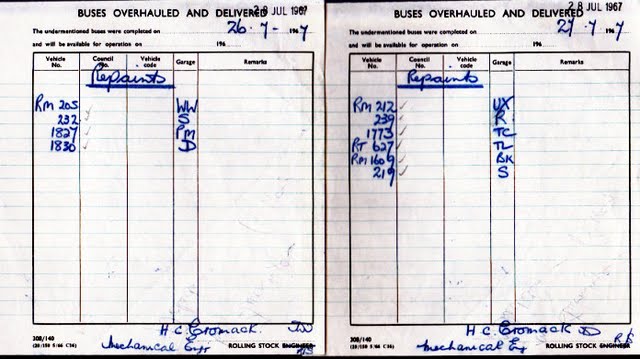 BUSES OVERHAULED AND DELIVERED
28 JUL 1967
The undermentioned buses were completed on 26. 7 - 1967
and will be available for operation on 196
Vehicle No. Council No. Vehicle code Garage Remarks
Repaints
RM 205 ✓ WW
232 ✓ S
1827 ✓ PM
1830 ✓ D
H.C. Cromack
308/140
Mechanical Engr
ROLLING STOCK ENGINEER
BUSES OVERHAULED AND DELIVERED
28 JUL 1967
The undermentioned buses were completed on 27. 7. 1967
and will be available for operation on 196
Vehicle No. Council No. Vehicle code Garage Remarks
Repaints
RM 212 ✓ UX
239 ✓ R
1773 ✓ TC
RT 627 ✓ TL
RM 1609 ✓ BK
219 ✓ S
H.C. Cromack
308/140
Mechanical Eng
ROLLING STOCK ENGINEER